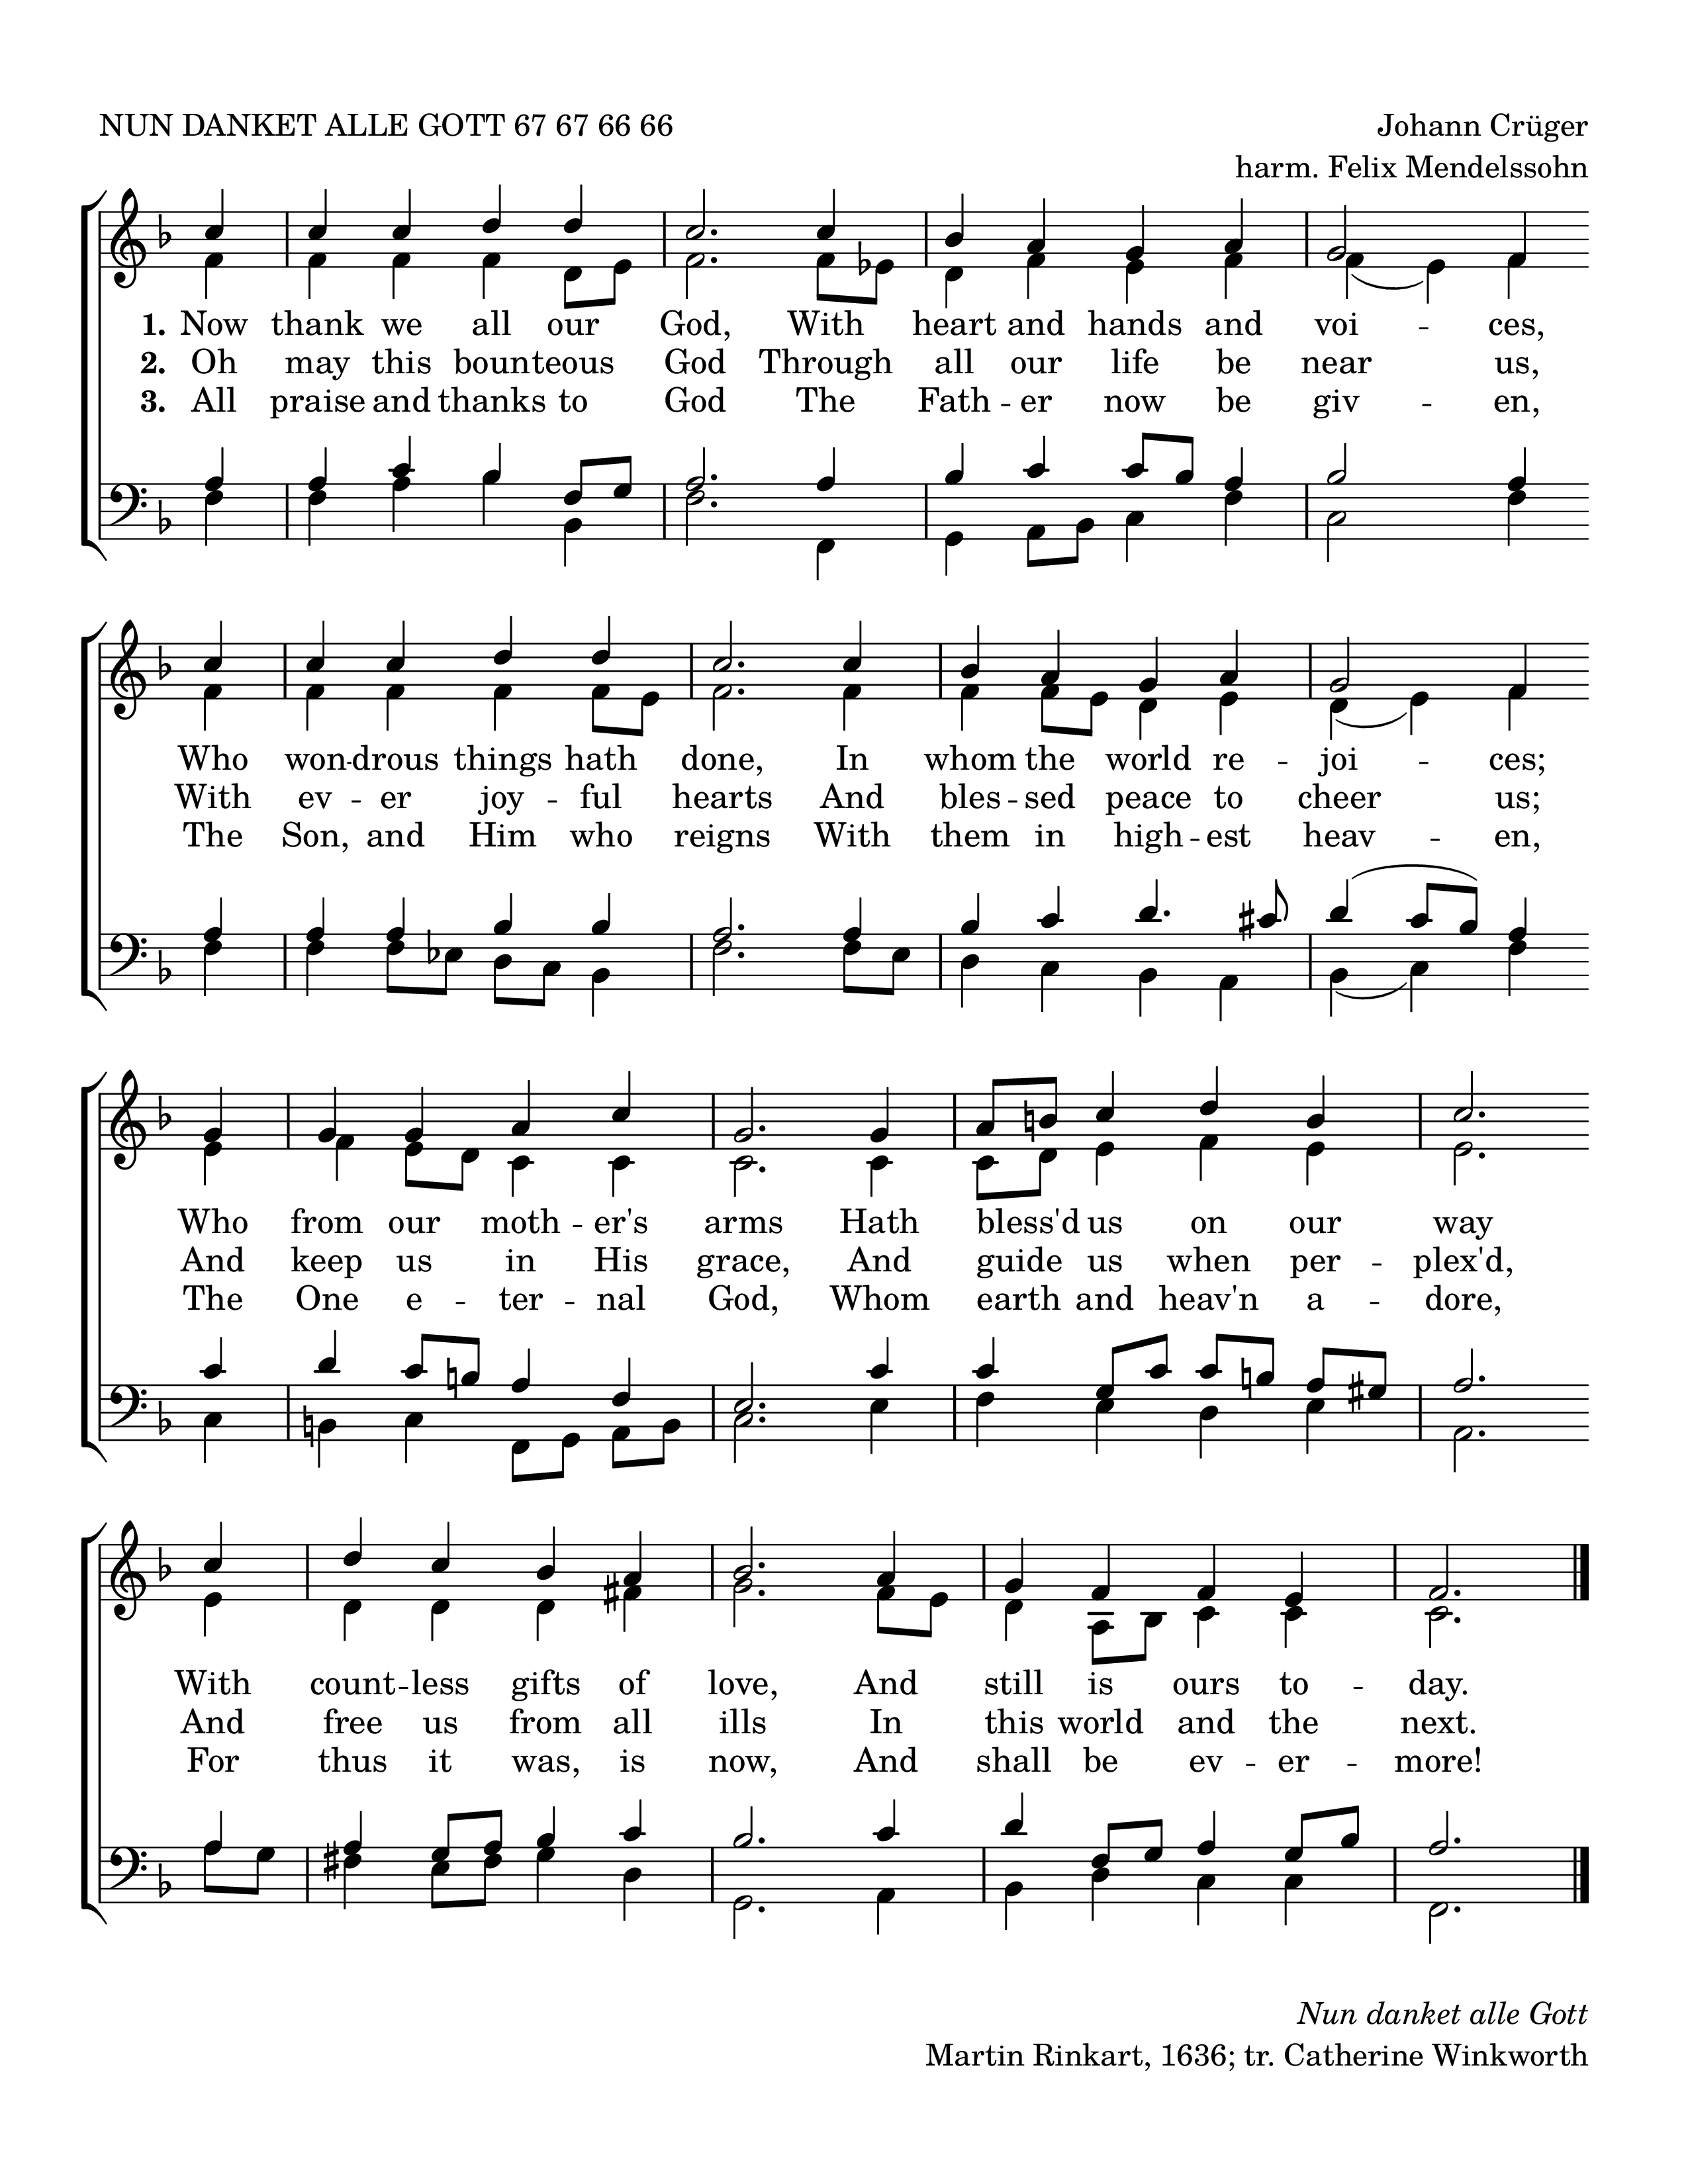 NUN DANKET ALLE GOTT 67 67 66 66 Johann Crüger
harm. Felix Mendelssohn
1. Now thank we all our God, With heart and hands and voi - ces,
2. Oh may this bounteous God Through all our life be near us,
3. All praise and thanks to God The Fath - er now be giv - en,
Who won - drous things hath done, In whom the world re - joi - ces;
With ev - er joy - ful hearts And bles - sed peace to cheer us;
The Son, and Him who reigns With them in high - est heav - en,
Who from our moth - er's arms Hath bless'd us on our way
And keep us in His grace, And guide us when per - plex'd,
The One e - ter - nal God, Whom earth and heav'n a - dore,
With count - less gifts of love, And still is ours to - day.
And free us from all ills In this world and the next.
For thus it was, is now, And shall be ev - er - more!
Nun danket alle Gott
Martin Rinkart, 1636; tr. Catherine Winkworth